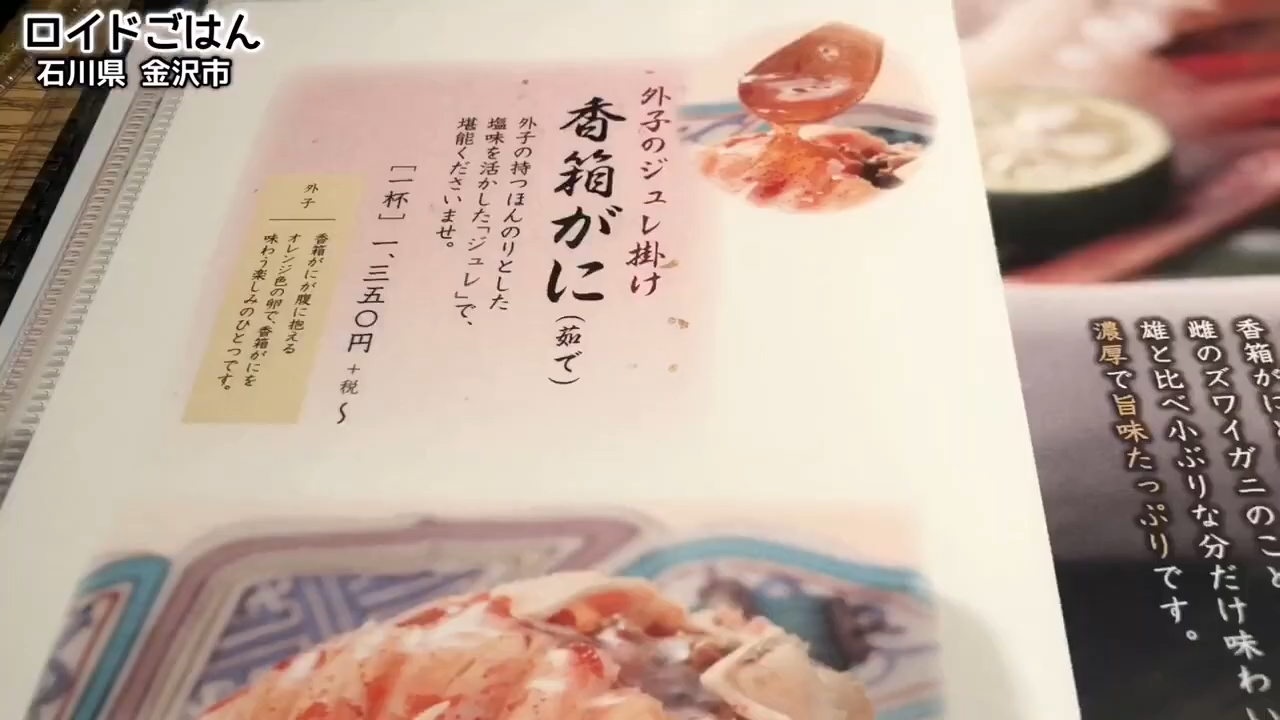 ロイドごはん
石川県 金沢市
外子のジュレ掛け
香箱がに(茹で)
外子の持つほんのりとした
塩味を活かした「ジュレ」で、
堪能くださいませ。
[一杯] 一、三五〇円+税〜
外子
香箱がにが腹に抱える
オレンジ色の卵で、香箱がにを
味わう楽しみのひとつです。
香箱がに
雌のズワイガニのこと
雄と比べ小ぶりな分だけ味わい
濃厚で旨味たっぷりです。